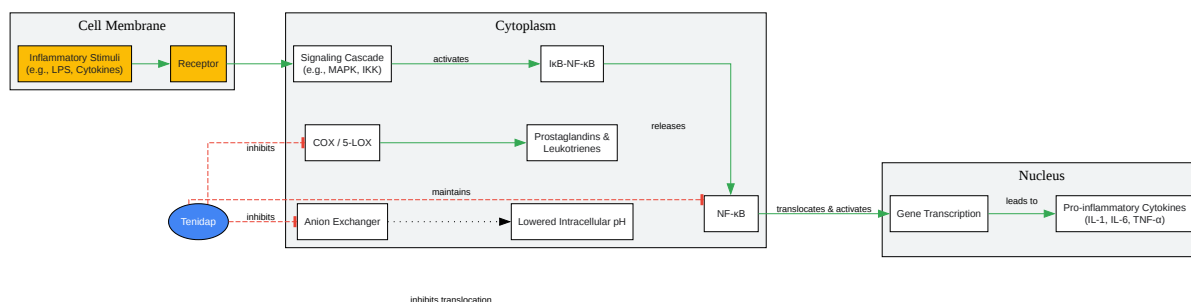 Cell Membrane
Inflammatory Stimuli
(e.g., LPS, Cytokines)
Receptor
Cytoplasm
Signaling Cascade
(e.g., MAPK, IKK)
activates
IκB-NF-κB
releases
COX / 5-LOX
Prostaglandins &
Leukotrienes
inhibits
maintains
Tenidap
inhibits
Anion Exchanger
Lowered Intracellular pH
NF-κB
translocates & activates
Nucleus
Gene Transcription
leads to
Pro-inflammatory Cytokines
(IL-1, IL-6, TNF-α)
inhibits translocation